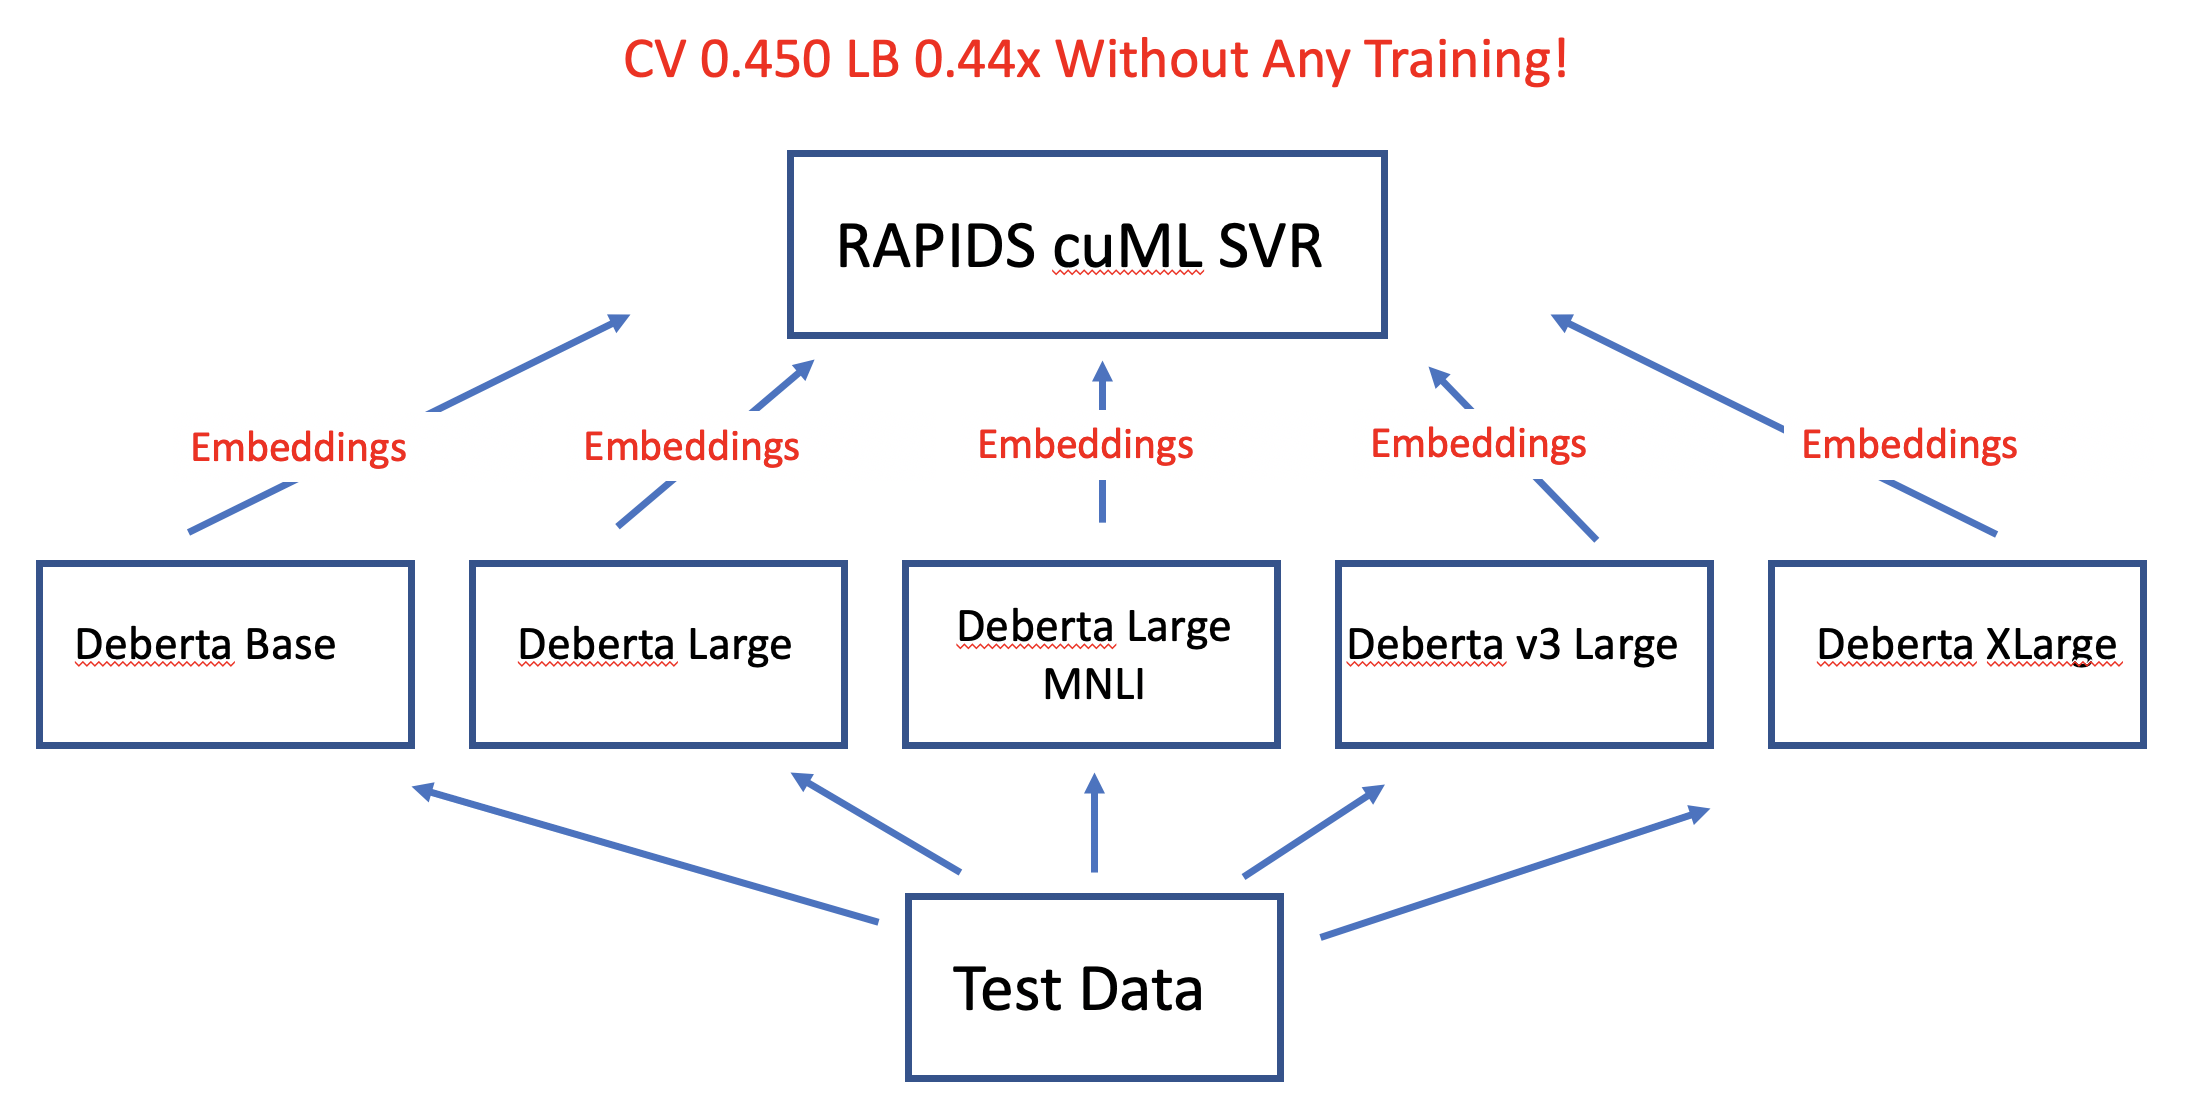 CV 0.450 LB 0.44x Without Any Training!
RAPIDS cuML SVR
Embeddings
Embeddings
Embeddings
Embeddings
Embeddings
Deberta Base
Deberta Large
Deberta Large
MNLI
Deberta v3 Large
Deberta XLarge
Test Data